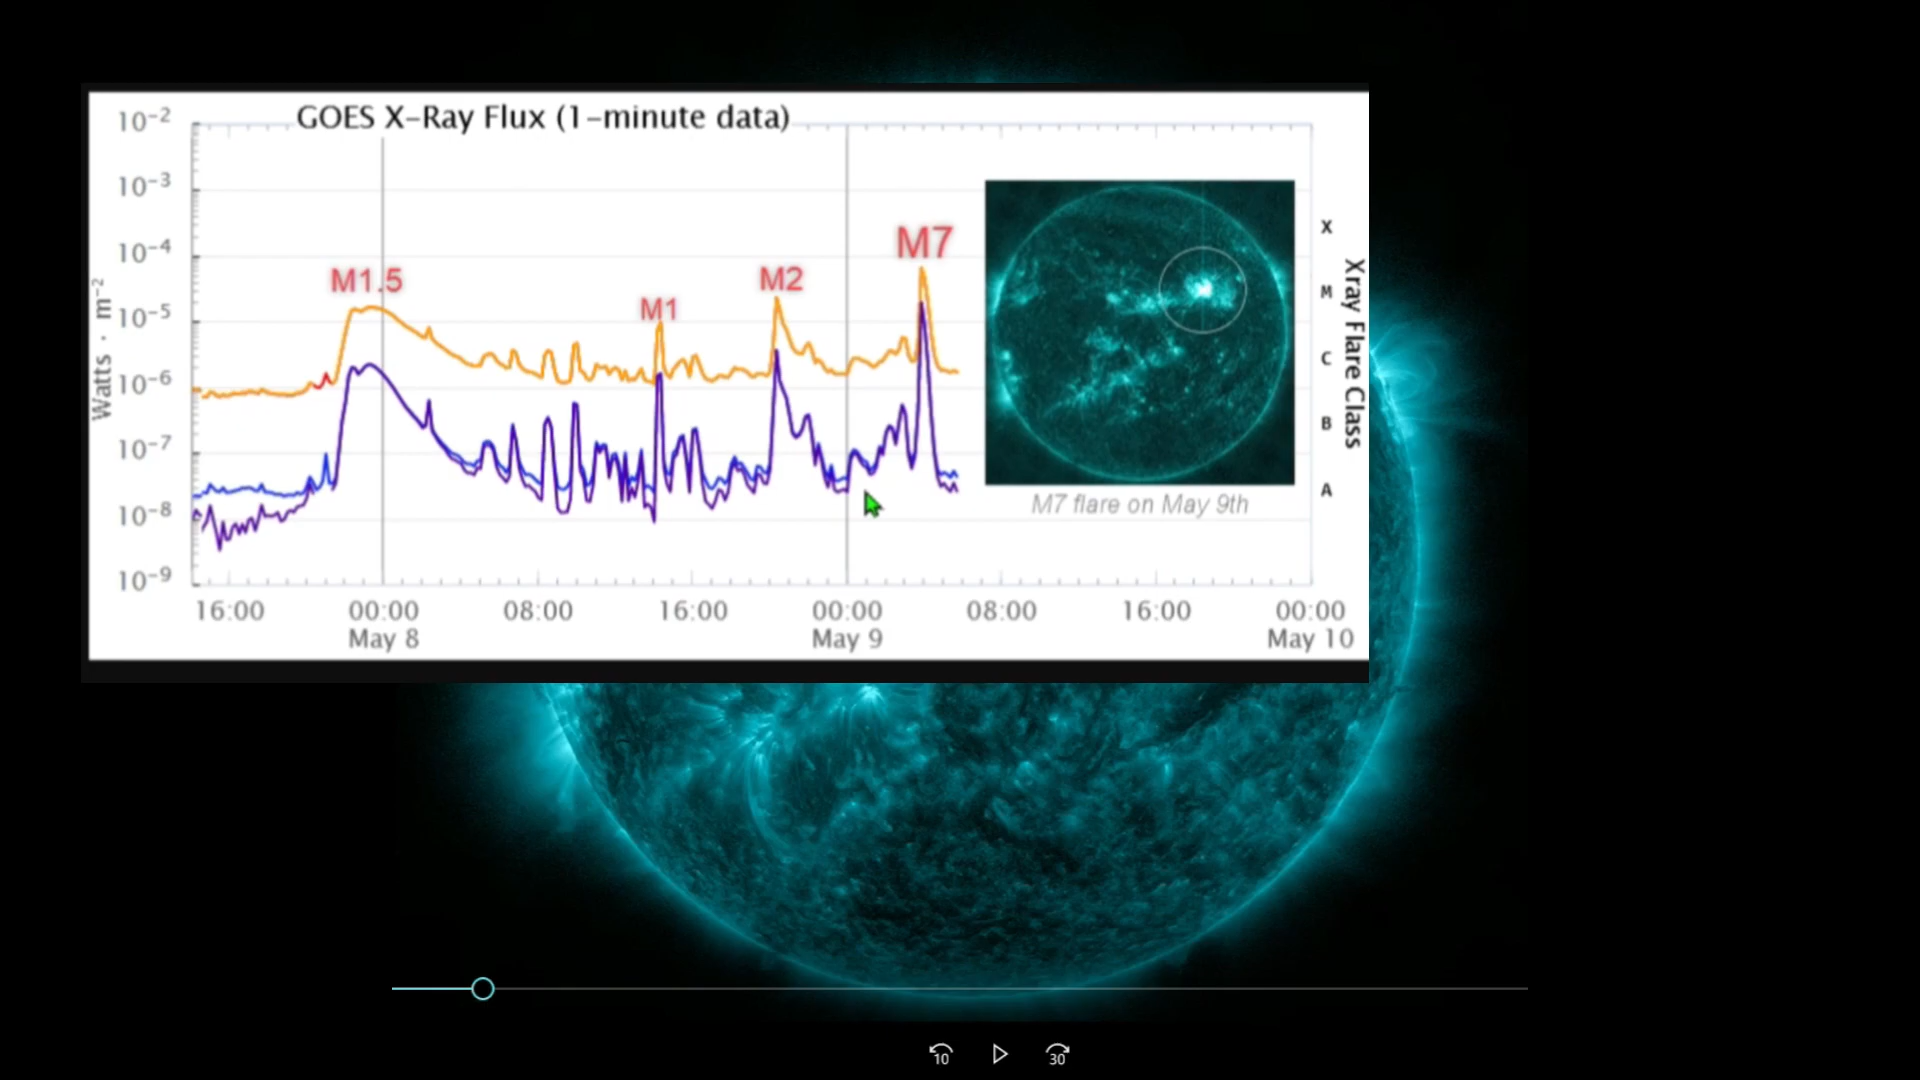 GOES X-Ray Flux (1-minute data)
10⁻²
10⁻³
10⁻⁴
10⁻⁵
10⁻⁶
10⁻⁷
10⁻⁸
10⁻⁹
Watts · m⁻²
M1.5
M1
M2
M7
M7 flare on May 9th
X
M
C
B
A
Xray Flare Class
16:00 00:00 08:00 16:00 00:00 08:00 16:00 00:00
May 8 May 9 May 10
10 30